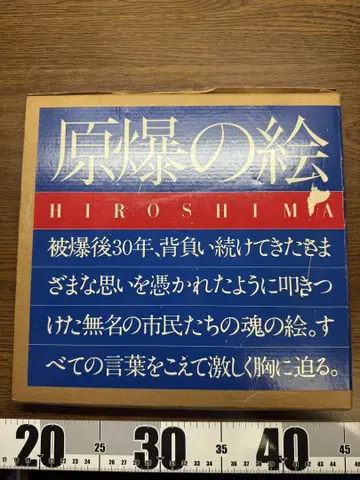 原爆の絵
HIROSHIMA
被爆後30年、背負い続けてきたさま
ざまな思いを憑かれたように叩きつ
けた無名の市民たちの魂の絵。す
べての言葉をこえて激しく胸に迫る。
20 25 30 35 40 45